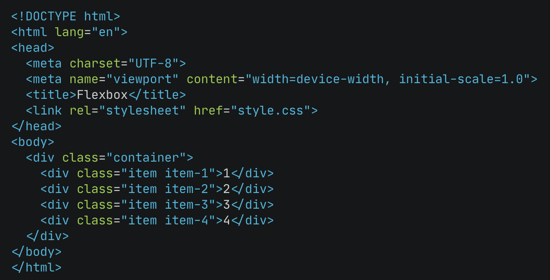 <!DOCTYPE html>
<html lang="en">
<head>
  <meta charset="UTF-8">
  <meta name="viewport" content="width=device-width, initial-scale=1.0">
  <title>Flexbox</title>
  <link rel="stylesheet" href="style.css">
</head>
<body>
  <div class="container">
    <div class="item item-1">1</div>
    <div class="item item-2">2</div>
    <div class="item item-3">3</div>
    <div class="item item-4">4</div>
  </div>
</body>
</html>